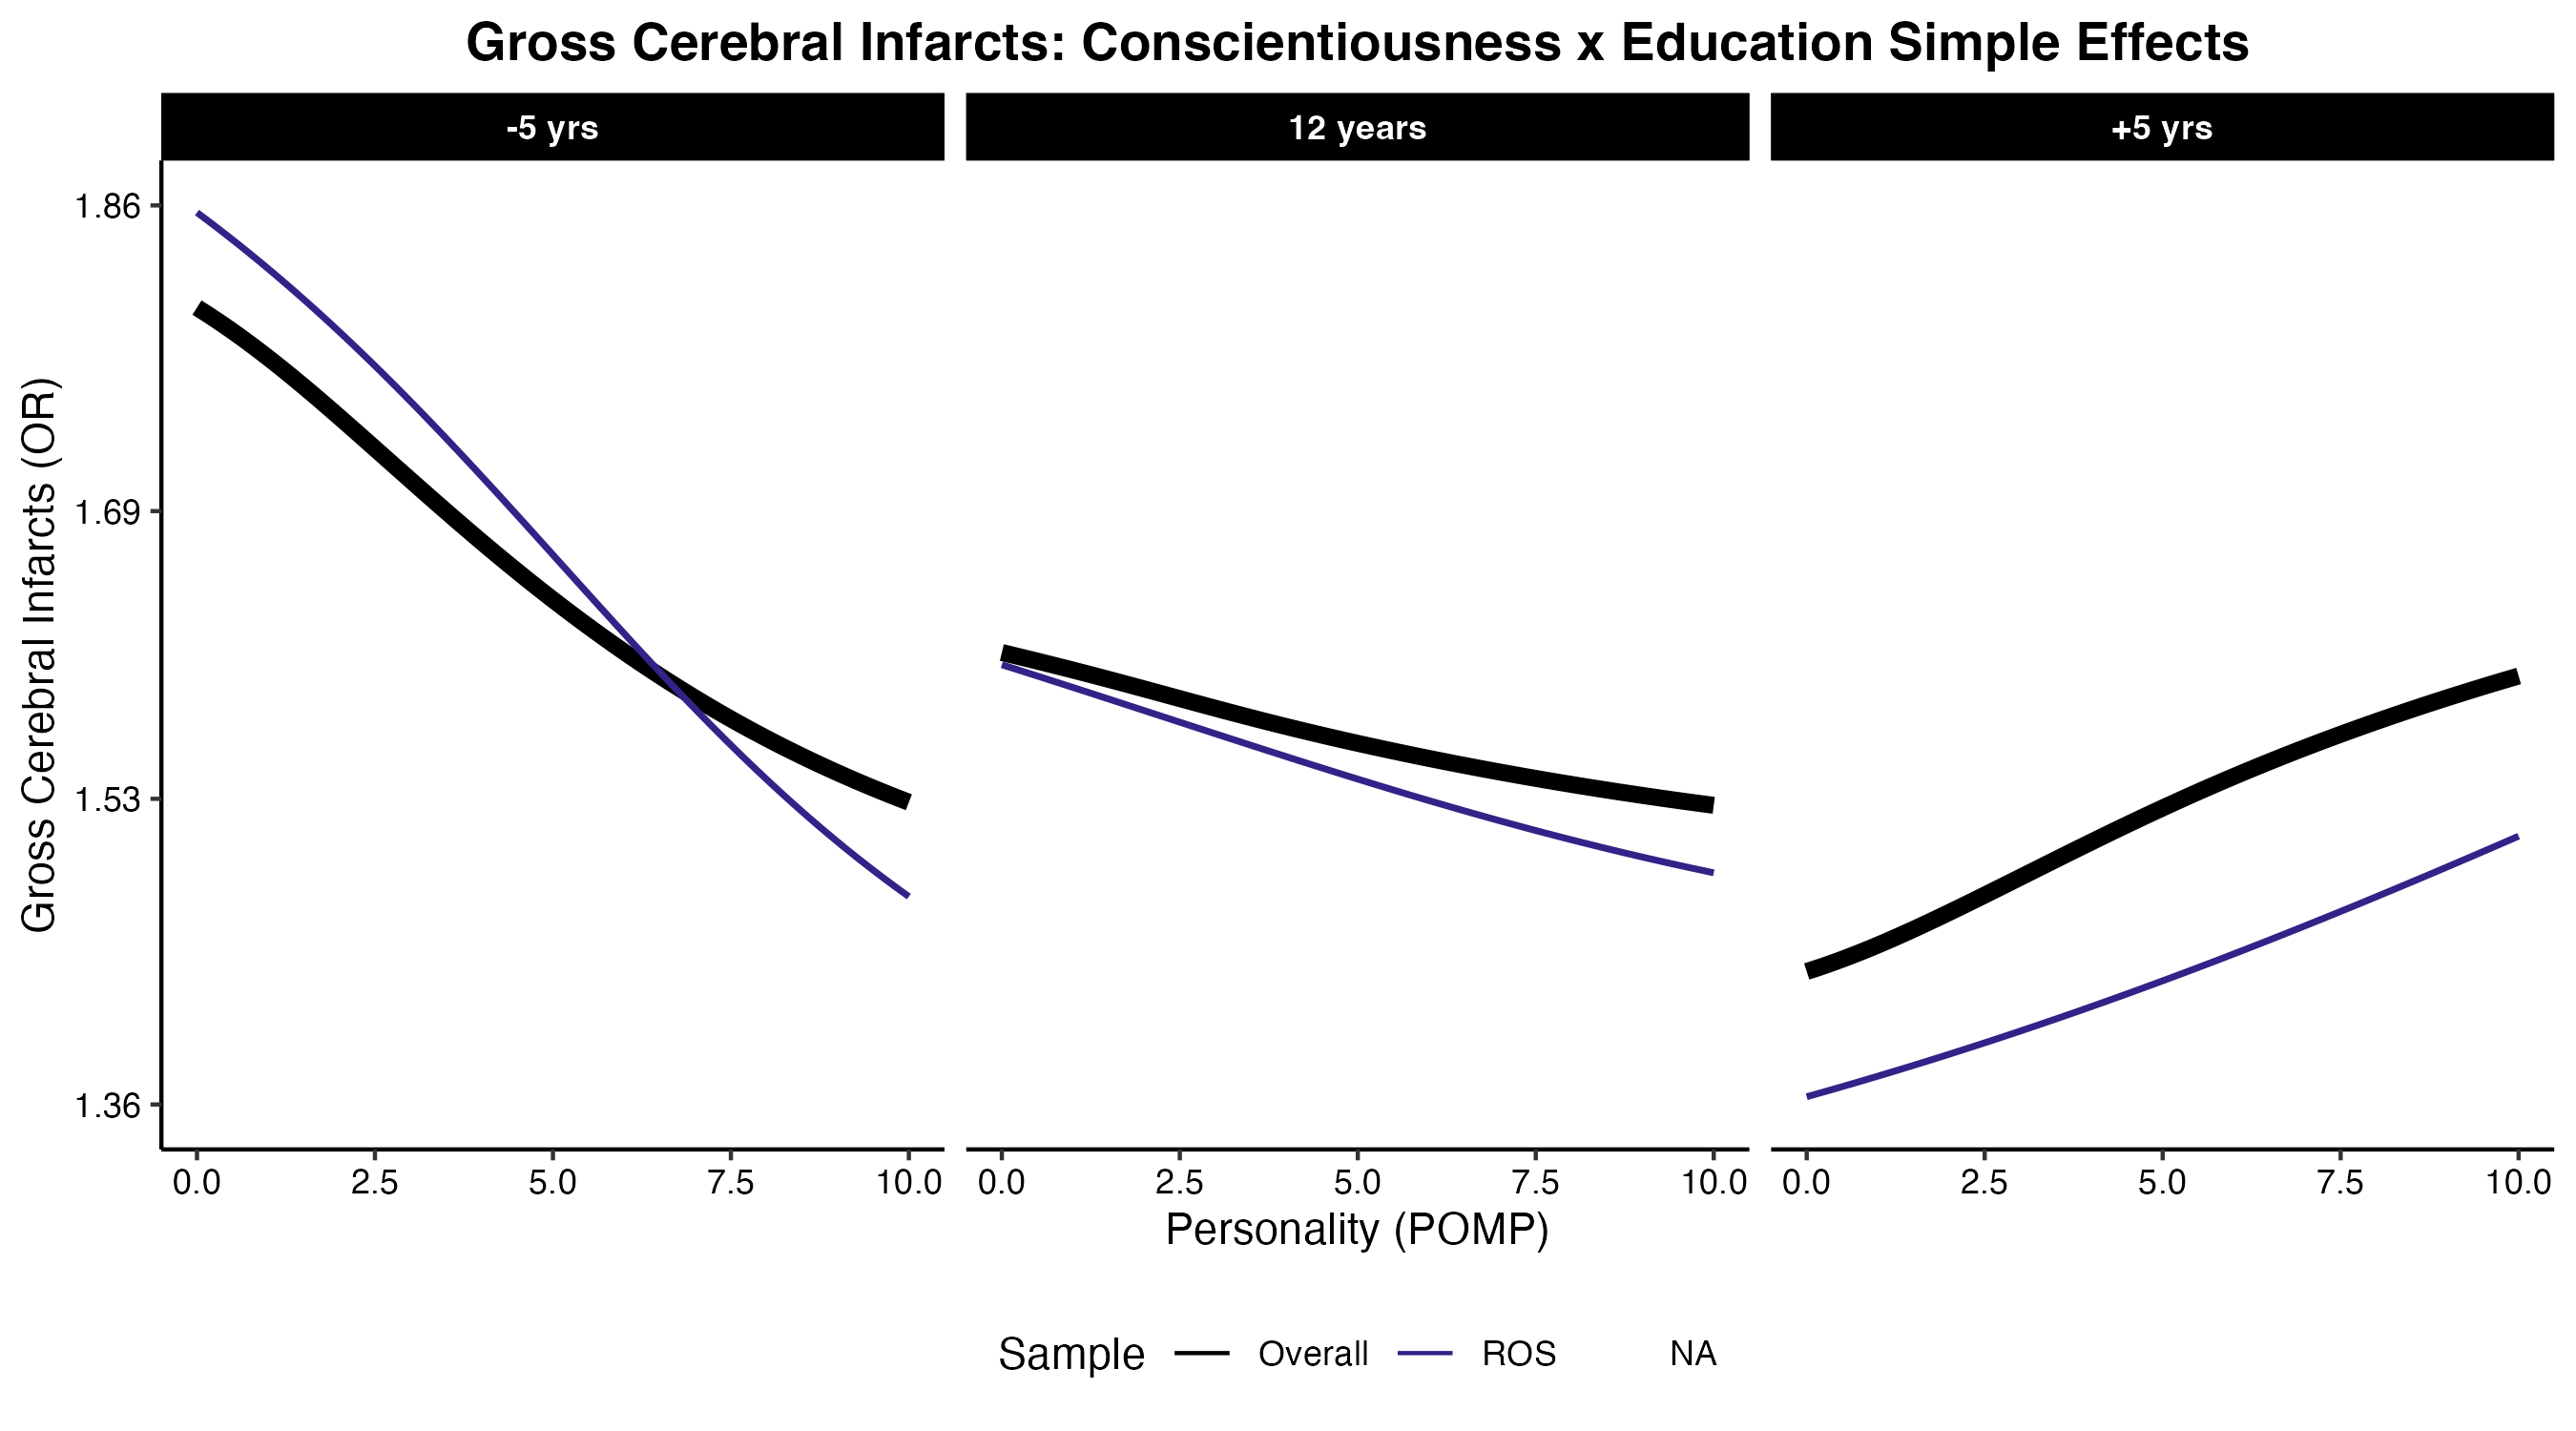 Gross Cerebral Infarcts: Conscientiousness x Education Simple Effects
-5 yrs
12 years
+5 yrs
Gross Cerebral Infarcts (OR)
1.86
1.69
1.53
1.36
0.0 2.5 5.0 7.5 10.0
0.0 2.5 5.0 7.5 10.0
0.0 2.5 5.0 7.5 10.0
Personality (POMP)
Sample Overall ROS NA